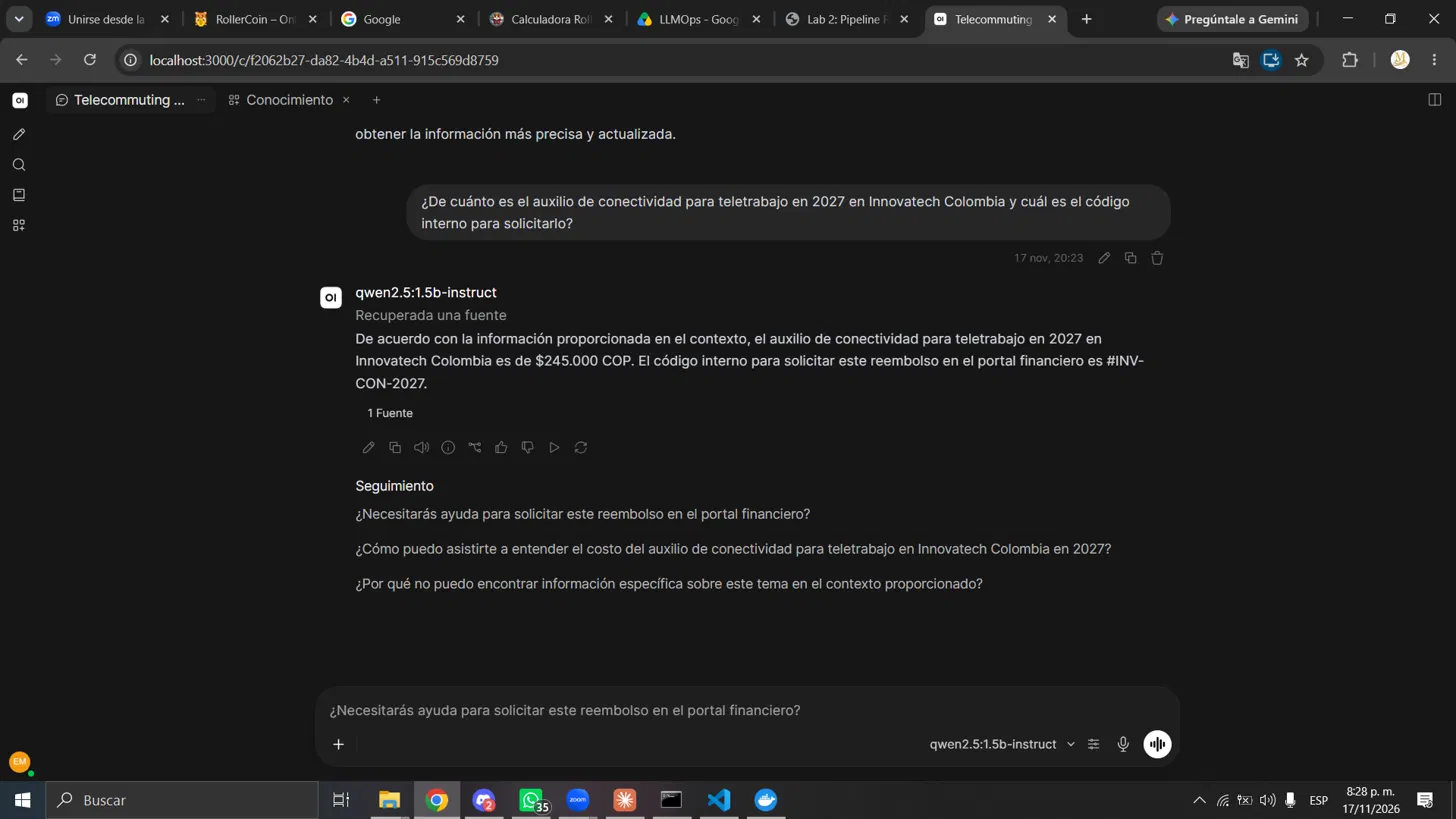 Unirse desde la
RollerCoin – On
Google
Calculadora Roll
LLMOps - Goog
Lab 2: Pipeline R
Telecommuting
Pregúntale a Gemini
localhost:3000/c/f2062b27-da82-4b4d-a511-915c569d8759
OI
Telecommuting ...
Conocimiento
obtener la información más precisa y actualizada.
¿De cuánto es el auxilio de conectividad para teletrabajo en 2027 en Innovatech Colombia y cuál es el código
interno para solicitarlo?
17 nov, 20:23
OI
qwen2.5:1.5b-instruct
Recuperada una fuente
De acuerdo con la información proporcionada en el contexto, el auxilio de conectividad para teletrabajo en 2027 en
Innovatech Colombia es de $245.000 COP. El código interno para solicitar este reembolso en el portal financiero es #INV-
CON-2027.
1 Fuente
Seguimiento
¿Necesitarás ayuda para solicitar este reembolso en el portal financiero?
¿Cómo puedo asistirte a entender el costo del auxilio de conectividad para teletrabajo en Innovatech Colombia en 2027?
¿Por qué no puedo encontrar información específica sobre este tema en el contexto proporcionado?
¿Necesitarás ayuda para solicitar este reembolso en el portal financiero?
qwen2.5:1.5b-instruct
EM
Buscar
2
35
zoom
ESP
8:28 p. m.
17/11/2026